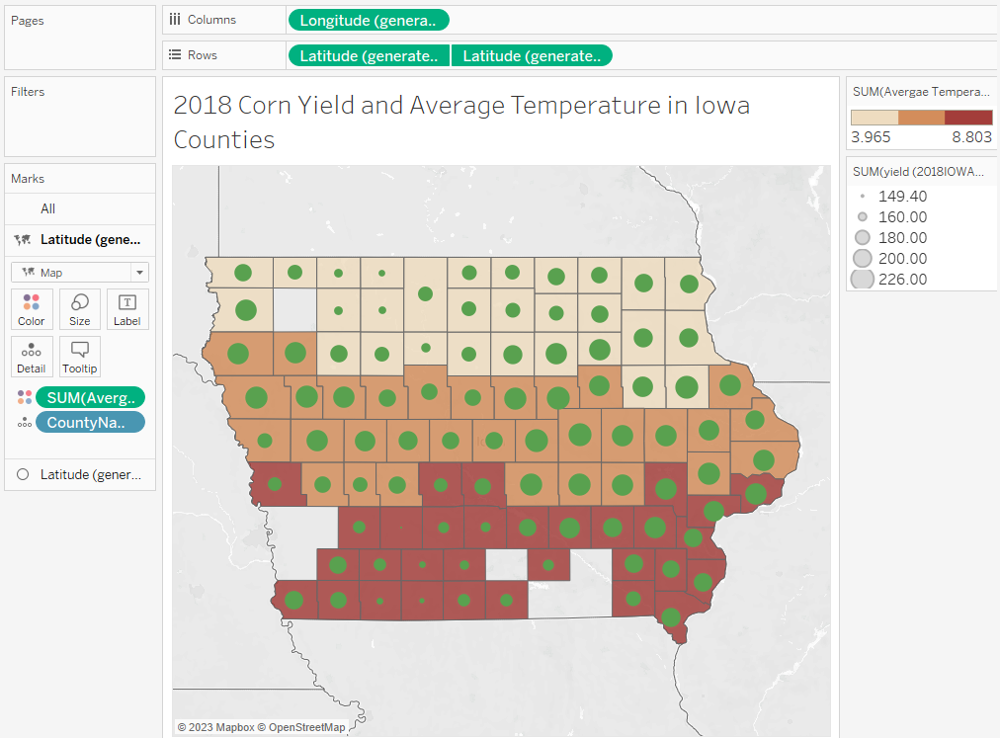 Pages
Columns
Longitude (genera..
Rows
Latitude (generate..
Latitude (generate..
Filters
Marks
All
Latitude (gene...
Map
Color
Size
Label
Detail
Tooltip
SUM(Averg..
CountyNa..
Latitude (gener...
2018 Corn Yield and Average Temperature in Iowa
Counties
© 2023 Mapbox © OpenStreetMap
SUM(Avergae Tempera...
3.965
8.803
SUM(yield (2018IOWA...
149.40
160.00
180.00
200.00
226.00